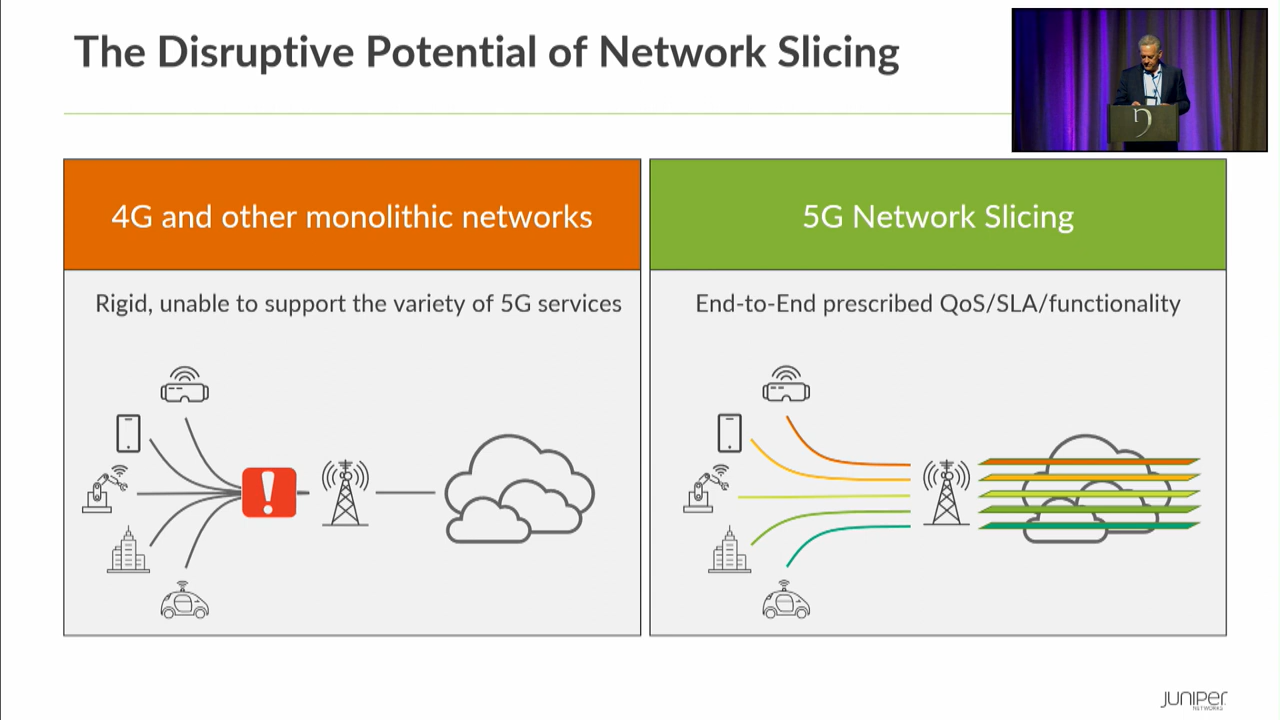 The Disruptive Potential of Network Slicing
4G and other monolithic networks
5G Network Slicing
Rigid, unable to support the variety of 5G services
End-to-End prescribed QoS/SLA/functionality
JUNIPER
NETWORKS